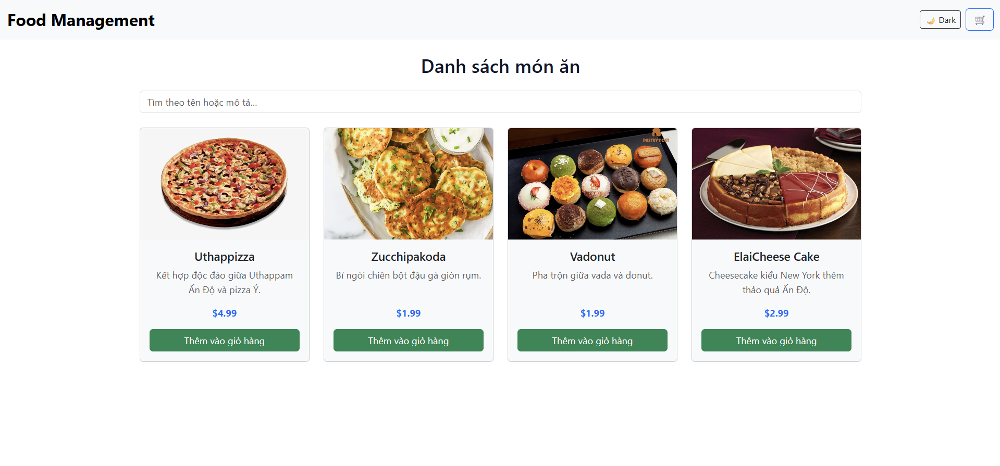 Food Management
🌙 Dark
🛒
Danh sách món ăn
Tìm theo tên hoặc mô tả...
PASTRY POST
Uthappizza
Kết hợp độc đáo giữa Uthappam
Ấn Độ và pizza Ý.
$4.99
Thêm vào giỏ hàng
Zucchipakoda
Bí ngòi chiên bột đậu gà giòn rụm.
$1.99
Thêm vào giỏ hàng
Vadonut
Pha trộn giữa vada và donut.
$1.99
Thêm vào giỏ hàng
ElaiCheese Cake
Cheesecake kiểu New York thêm
thảo quả Ấn Độ.
$2.99
Thêm vào giỏ hàng